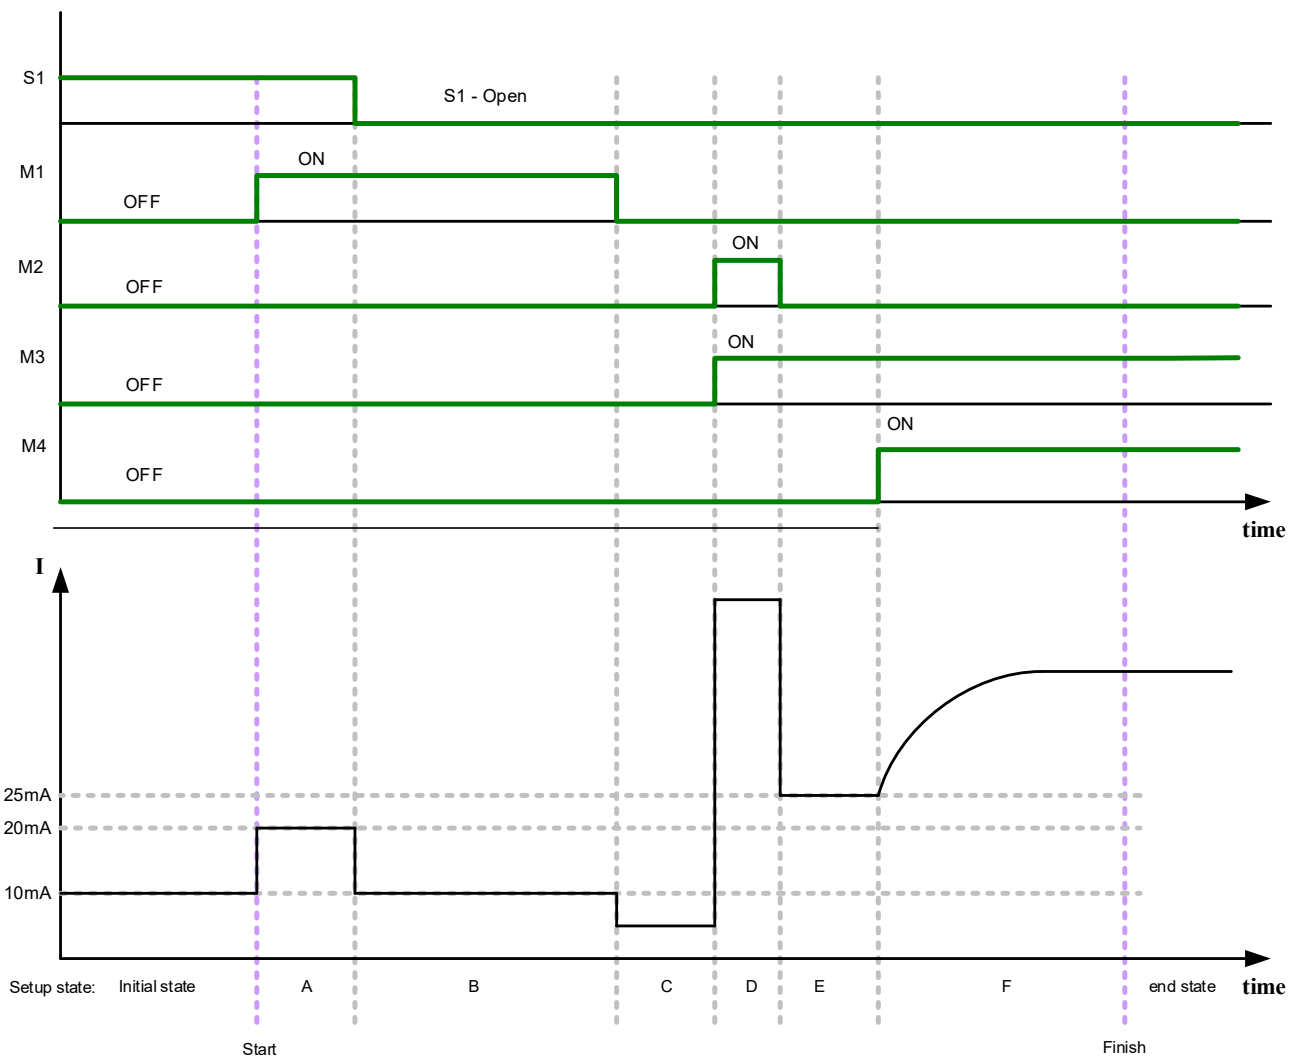 S1
S1 - Open
ON
M1
OFF
ON
M2
OFF
ON
M3
OFF
ON
M4
OFF
time
I
25mA
20mA
10mA
Setup state: Initial state A B C D E F end state time
Start Finish